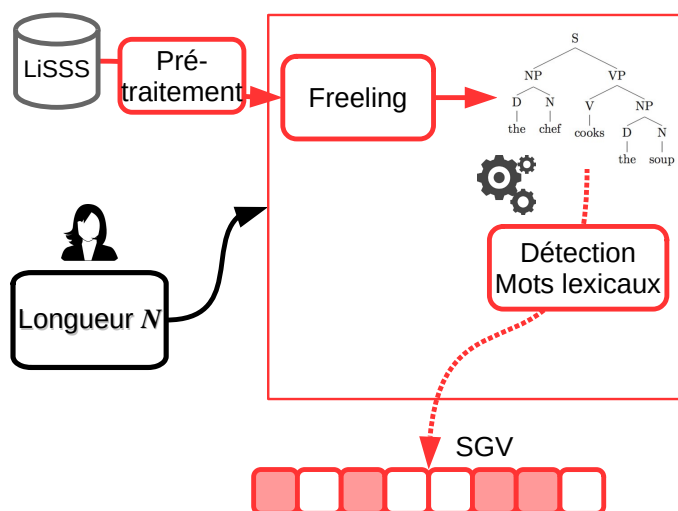 LiSSS
Pré-
traitement
Freeling
S
NP VP
D N V NP
the chef cooks D N
the soup
Détection
Mots lexicaux
Longueur N
SGV